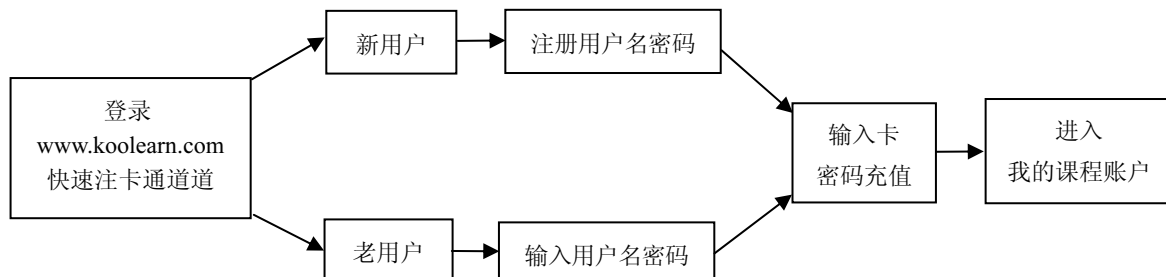 新用户
注册用户名密码
登录
www.koolearn.com
快速注卡通道道
输入卡
密码充值
进入
我的课程账户
老用户
输入用户名密码